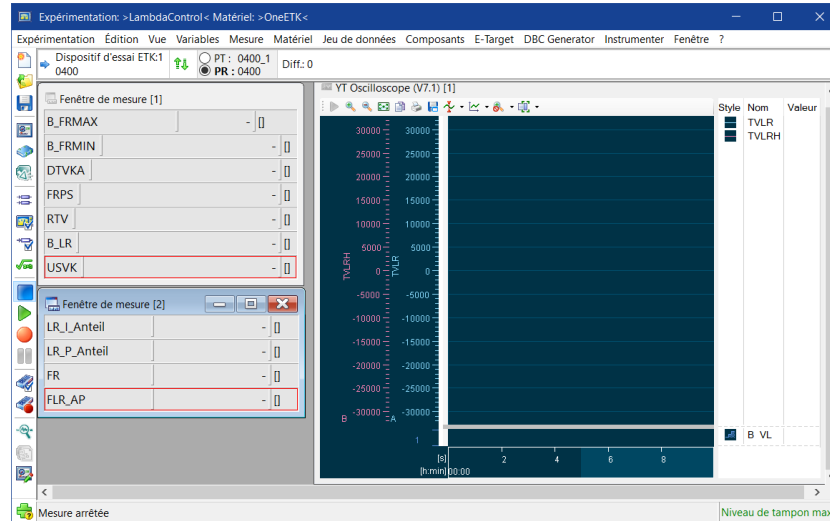 Expérimentation: >LambdaControl< Matériel: >OneETK<
Expérimentation Édition Vue Variables Mesure Matériel Jeu de données Composants E-Target DBC Generator Instrumenter Fenêtre ?
Dispositif d'essai ETK:1
0400
PT : 0400_1
PR : 0400
Diff.: 0
Fenêtre de mesure [1]
B_FRMAX - []
B_FRMIN - []
DTVKA - []
FRPS - []
RTV - []
B_LR - []
USVK - []
Fenêtre de mesure [2]
LR_I_Anteil - []
LR_P_Anteil - []
FR - []
FLR_AP - []
YT Oscilloscope (V7.1) [1]
30000 30000
25000 25000
20000 20000
15000 15000
10000 10000
5000 5000
TVLRH 0 TVLR 0
-5000 -5000
-10000 -10000
-15000 -15000
-20000 -20000
-25000 -25000
B -30000 A -30000
1
[s] 2 4 6 8
[h:min] 00:00
Style Nom Valeur
TVLR
TVLRH
B VL
Mesure arrêtée
Niveau de tampon max